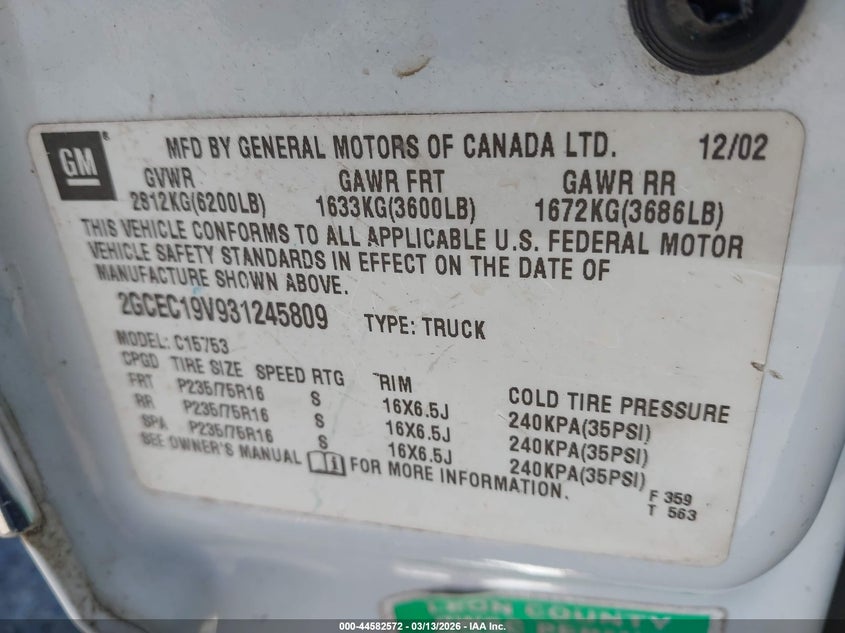 GM
MFD BY GENERAL MOTORS OF CANADA LTD. 12/02
GVWR GAWR FRT GAWR RR
2812KG(6200LB) 1633KG(3600LB) 1672KG(3686LB)
THIS VEHICLE CONFORMS TO ALL APPLICABLE U.S. FEDERAL MOTOR
VEHICLE SAFETY STANDARDS IN EFFECT ON THE DATE OF
MANUFACTURE SHOWN ABOVE.
2GCEC19V931245809 TYPE: TRUCK
MODEL: C15753
CPGD TIRE SIZE SPEED RTG RIM COLD TIRE PRESSURE
FRT P235/75R16 S 16X6.5J 240KPA(35PSI)
RR P235/75R16 S 16X6.5J 240KPA(35PSI)
SPA P235/75R16 S 16X6.5J 240KPA(35PSI)
SEE OWNER'S MANUAL FOR MORE INFORMATION.
F 359
T 563
LEON COUNTY
000-44582572 — 03/13/2026 — IAA Inc.